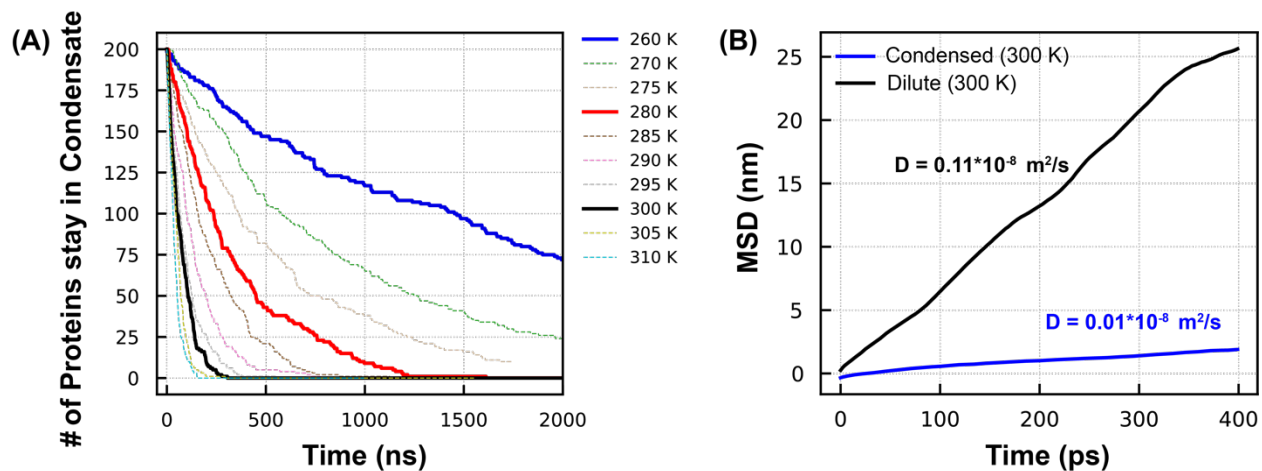 (A)
# of Proteins stay in Condensate
200
175
150
125
100
75
50
25
0
0 500 1000 1500 2000
Time (ns)
260 K
270 K
275 K
280 K
285 K
290 K
295 K
300 K
305 K
310 K
(B)
MSD (nm)
25
20
15
10
5
0
Condensed (300 K)
Dilute (300 K)
D = 0.11*10⁻⁸ m²/s
D = 0.01*10⁻⁸ m²/s
0 100 200 300 400
Time (ps)